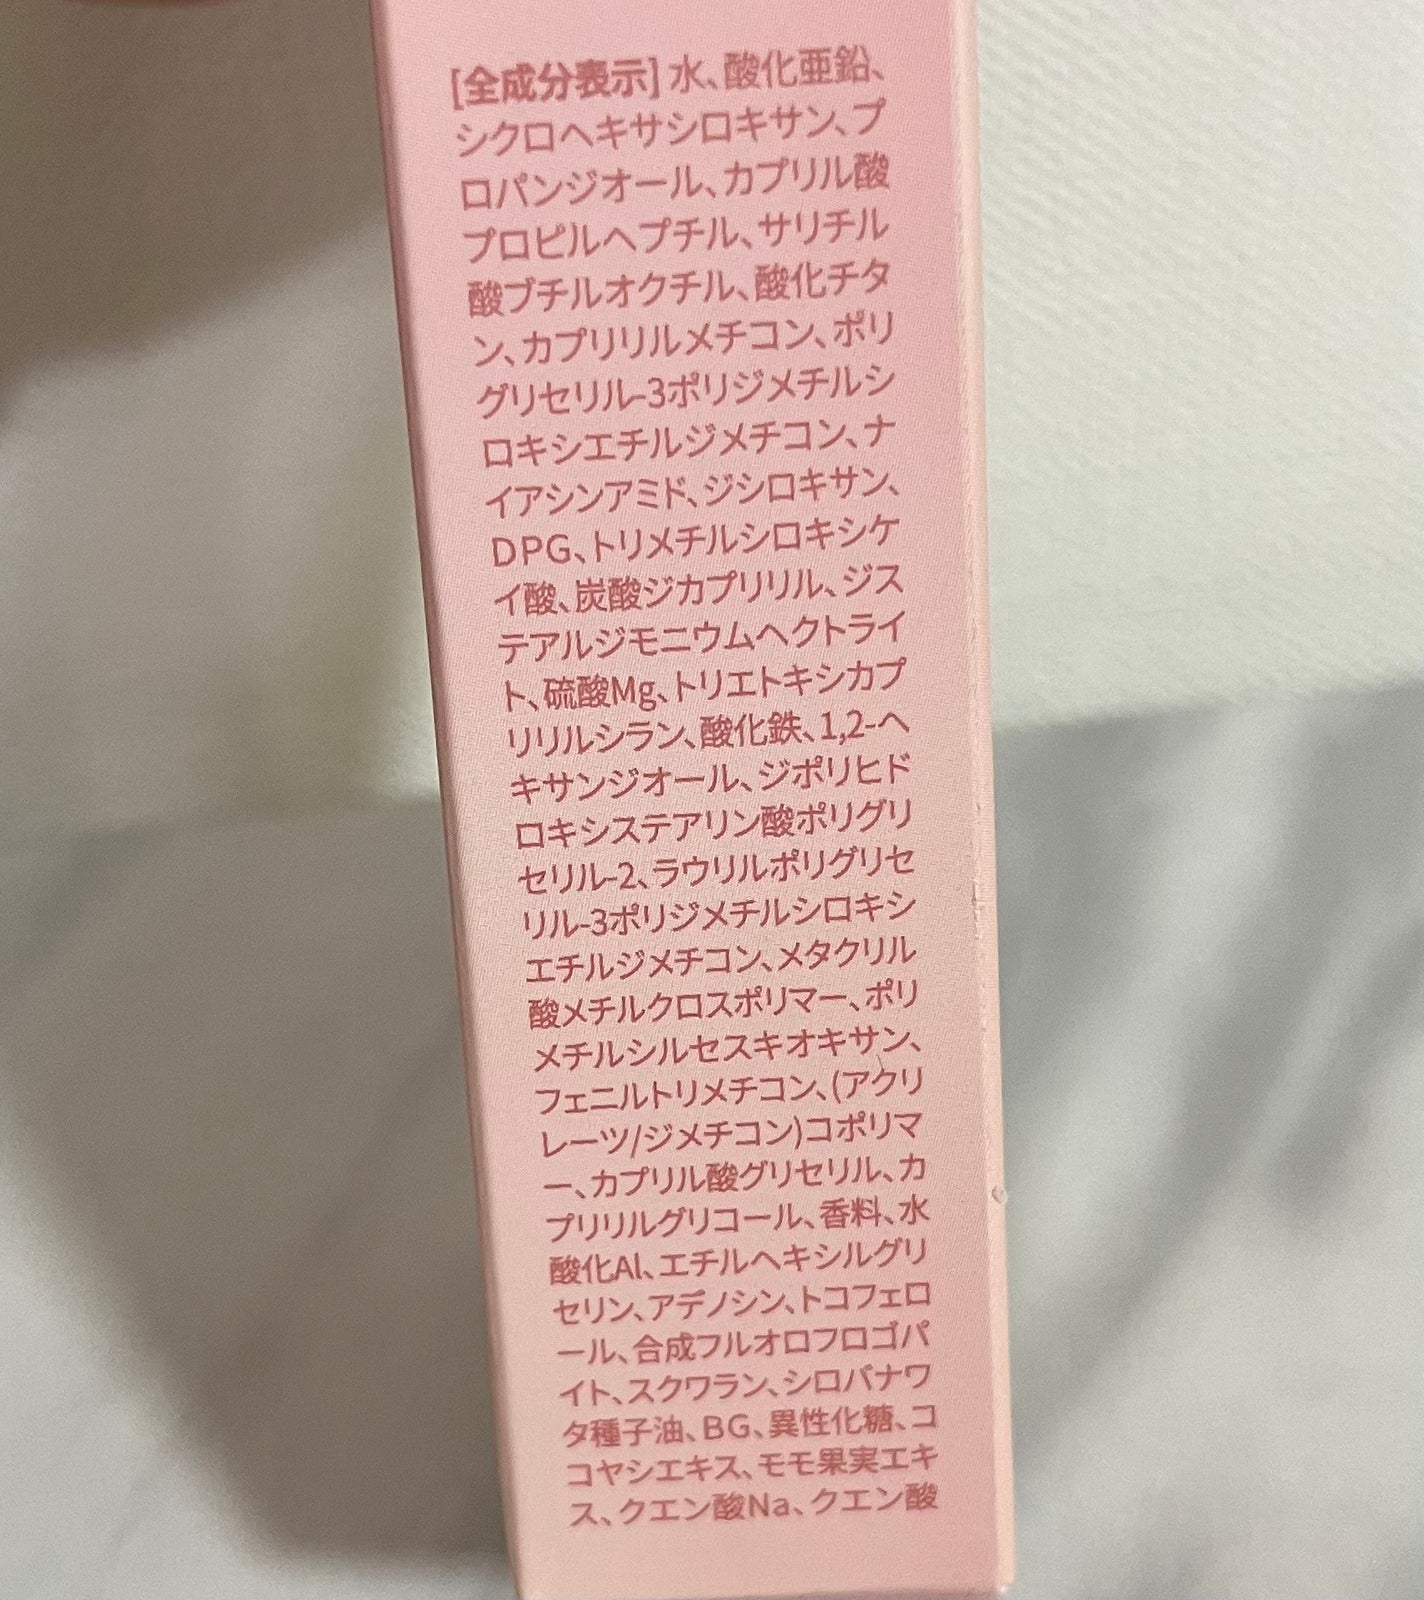 [全成分表示] 水、酸化亜鉛、
シクロヘキサシロキサン、プ
ロパンジオール、カプリル酸
プロピルヘプチル、サリチル
酸ブチルオクチル、酸化チタ
ン、カプリリルメチコン、ポリ
グリセリル-3ポリジメチルシ
ロキシエチルジメチコン、ナ
イアシンアミド、ジシロキサン、
DPG、トリメチルシロキシケ
イ酸、炭酸ジカプリリル、ジス
テアルジモニウムヘクトライ
ト、硫酸Mg、トリエトキシカプ
リリルシラン、酸化鉄、1,2-ヘ
キサンジオール、ジポリヒド
ロキシステアリン酸ポリグリ
セリル-2、ラウリルポリグリセ
リル-3ポリジメチルシロキシ
エチルジメチコン、メタクリル
酸メチルクロスポリマー、ポリ
メチルシルセスキオキサン、
フェニルトリメチコン、(アクリ
レーツ/ジメチコン)コポリマ
ー、カプリル酸グリセリル、カ
プリリルグリコール、香料、水
酸化Al、エチルヘキシルグリ
セリン、アデノシン、トコフェロ
ール、合成フルオロフロゴパ
イト、スクワラン、シロバナワ
タ種子油、BG、異性化糖、コ
コヤシエキス、モモ果実エキ
ス、クエン酸Na、クエン酸